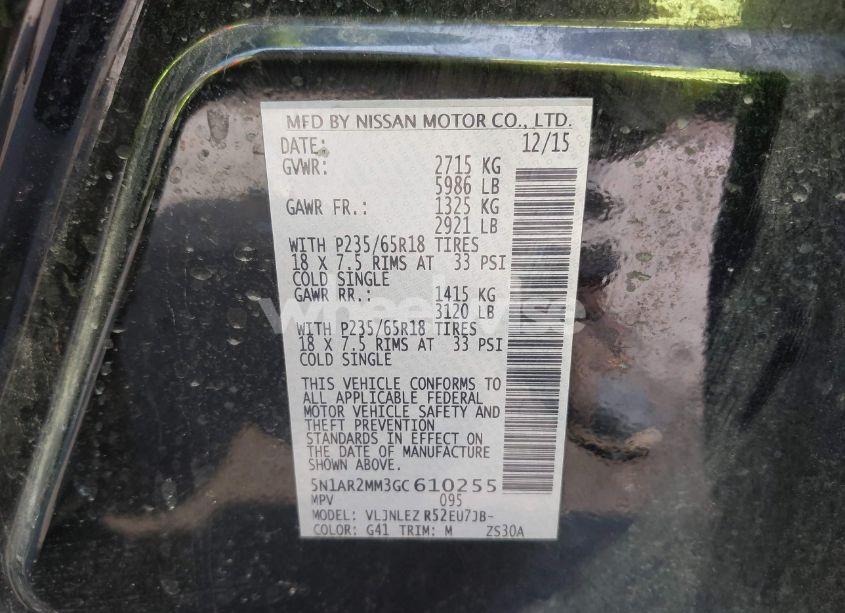 MFD BY NISSAN MOTOR CO., LTD.
DATE: 12/15
GVWR: 2715 KG
5986 LB
GAWR FR.: 1325 KG
2921 LB
WITH P235/65R18 TIRES
18 X 7.5 RIMS AT 33 PSI
COLD SINGLE
GAWR RR.: 1415 KG
3120 LB
WITH P235/65R18 TIRES
18 X 7.5 RIMS AT 33 PSI
COLD SINGLE
THIS VEHICLE CONFORMS TO
ALL APPLICABLE FEDERAL
MOTOR VEHICLE SAFETY AND
THEFT PREVENTION
STANDARDS IN EFFECT ON
THE DATE OF MANUFACTURE
SHOWN ABOVE.
5N1AR2MM3GC610255
MPV 095
MODEL: VLJNLEZ R52EU7JB-
COLOR: G41 TRIM: M ZS30A